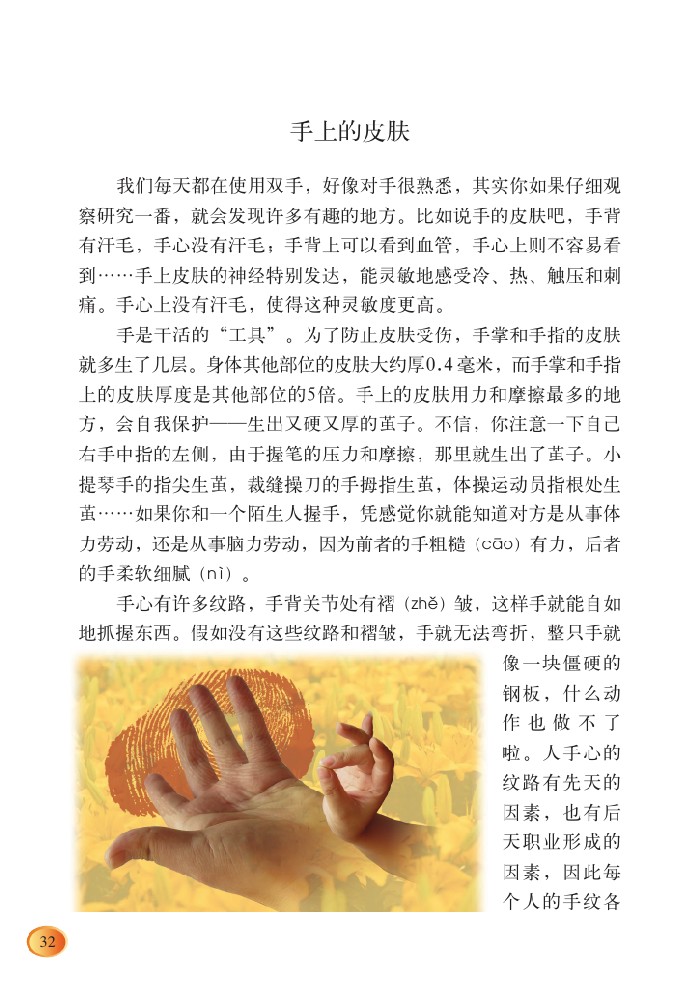 手上的皮肤
我们每天都在使用双手，好像对手很熟悉，其实你如果仔细观
察研究一番，就会发现许多有趣的地方。比如说手的皮肤吧，手背
有汗毛，手心没有汗毛；手背上可以看到血管，手心上则不容易看
到……手上皮肤的神经特别发达，能灵敏地感受冷、热、触压和刺
痛。手心上没有汗毛，使得这种灵敏度更高。
手是干活的“工具”。为了防止皮肤受伤，手掌和手指的皮肤
就多生了几层。身体其他部位的皮肤大约厚0.4毫米，而手掌和手指
上的皮肤厚度是其他部位的5倍。手上的皮肤用力和摩擦最多的地
方，会自我保护——生出又硬又厚的茧子。不信，你注意一下自己
右手中指的左侧，由于握笔的压力和摩擦，那里就生出了茧子。小
提琴手的指尖生茧，裁缝操刀的手拇指生茧，体操运动员指根处生
茧……如果你和一个陌生人握手，凭感觉你就能知道对方是从事体
力劳动，还是从事脑力劳动，因为前者的手粗糙（cāo）有力，后者
的手柔软细腻（nì）。
手心有许多纹路，手背关节处有褶（zhě）皱，这样手就能自如
地抓握东西。假如没有这些纹路和褶皱，手就无法弯折，整只手就
像一块僵硬的
钢板，什么动
作也做不了
啦。人手心的
纹路有先天的
因素，也有后
天职业形成的
因素，因此每
个人的手纹各
32